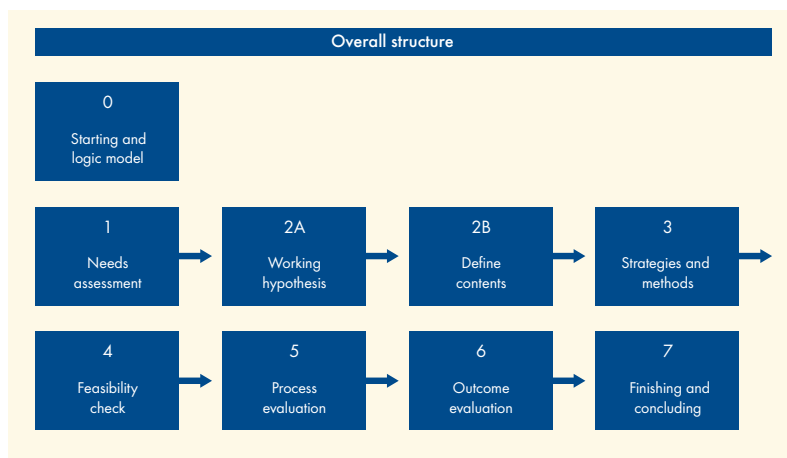 Overall structure
0
Starting and
logic model
1
Needs
assessment
2A
Working
hypothesis
2B
Define
contents
3
Strategies and
methods
4
Feasibility
check
5
Process
evaluation
6
Outcome
evaluation
7
Finishing and
concluding